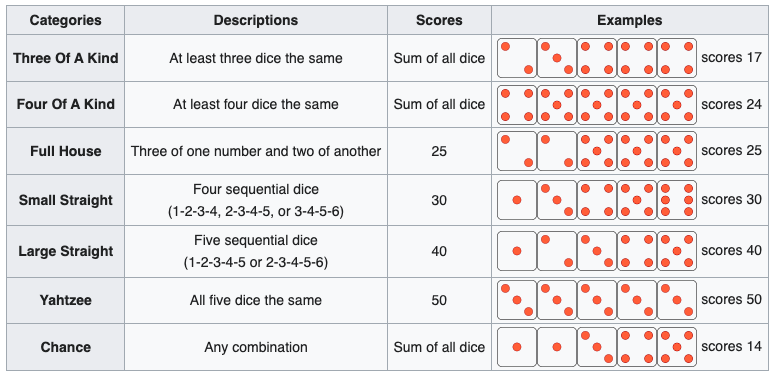 Categories Descriptions Scores Examples
Three Of A Kind At least three dice the same Sum of all dice scores 17
Four Of A Kind At least four dice the same Sum of all dice scores 24
Full House Three of one number and two of another 25 scores 25
Small Straight Four sequential dice
(1-2-3-4, 2-3-4-5, or 3-4-5-6) 30 scores 30
Large Straight Five sequential dice
(1-2-3-4-5 or 2-3-4-5-6) 40 scores 40
Yahtzee All five dice the same 50 scores 50
Chance Any combination Sum of all dice scores 14